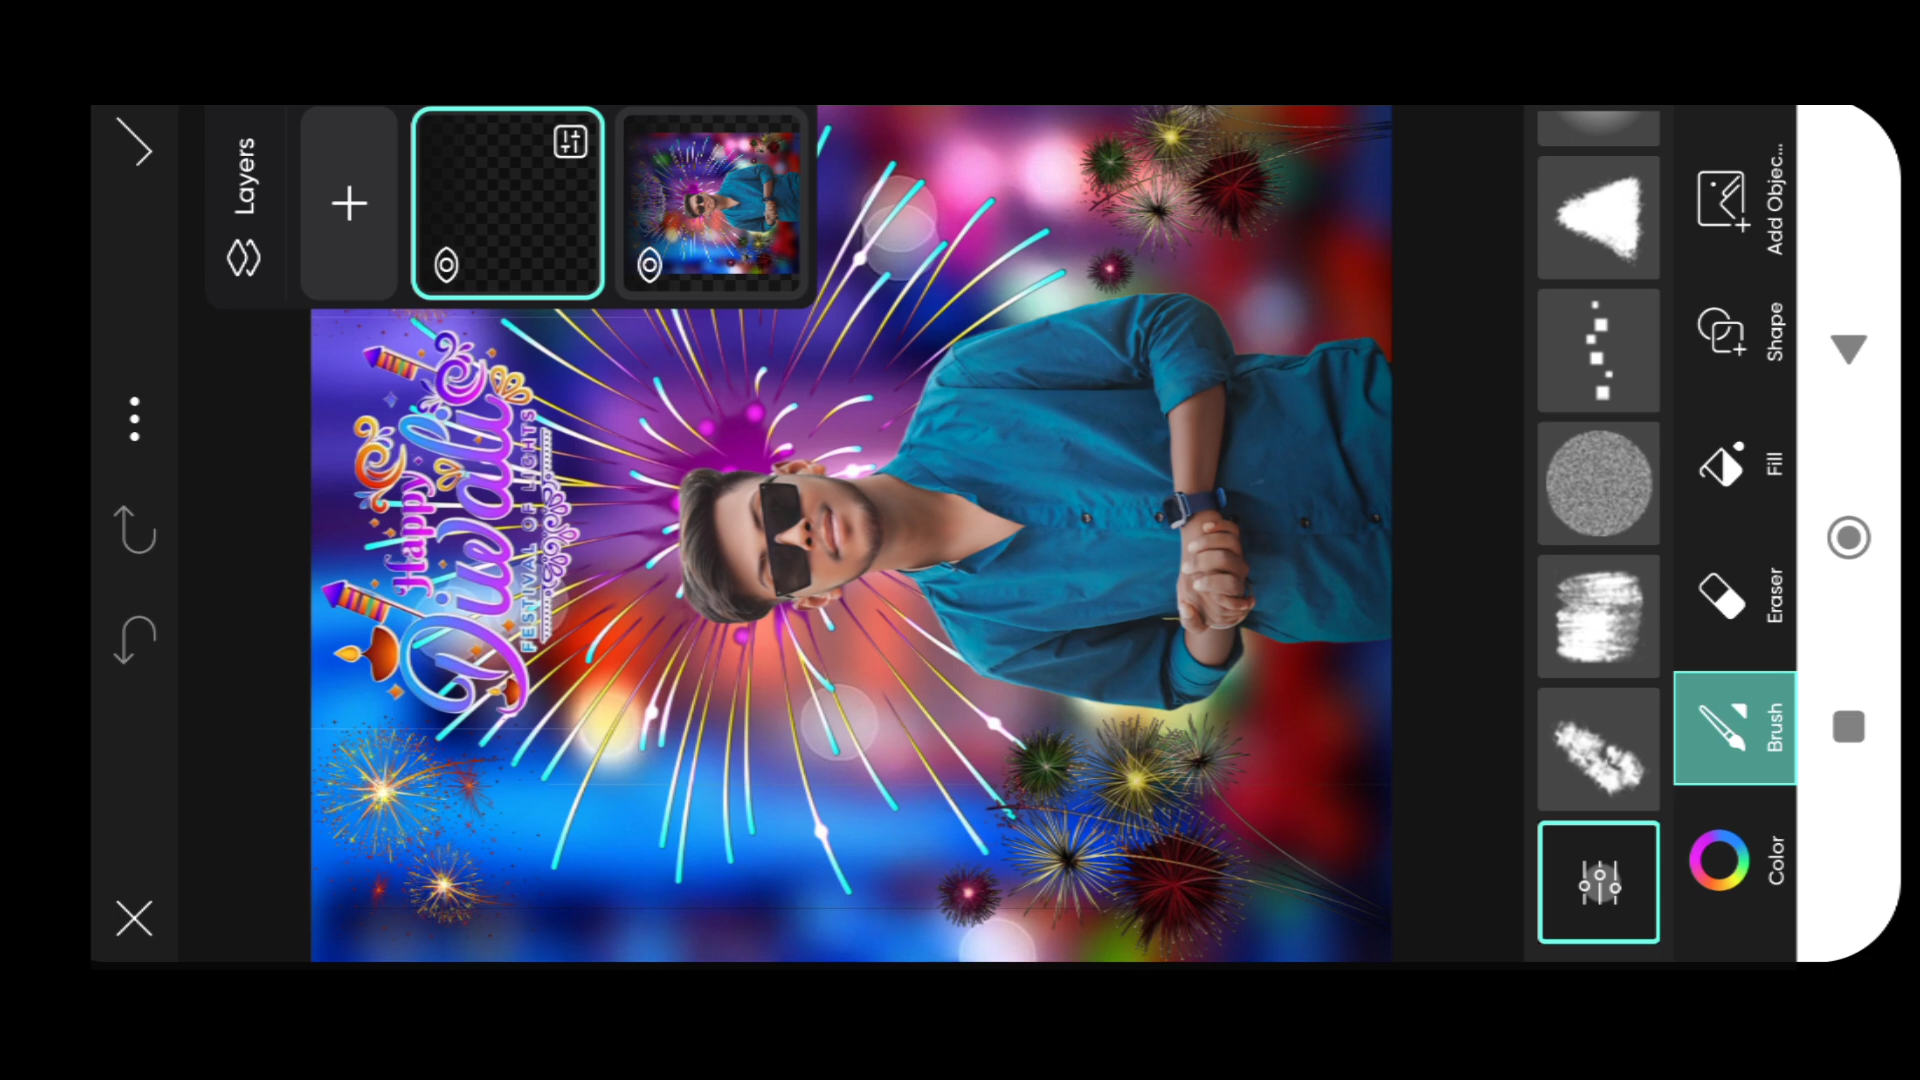 Layers
Happy
Diwali
FESTIVAL OF LIGHTS
Color
Brush
Eraser
Fill
Shape
Add Objec...